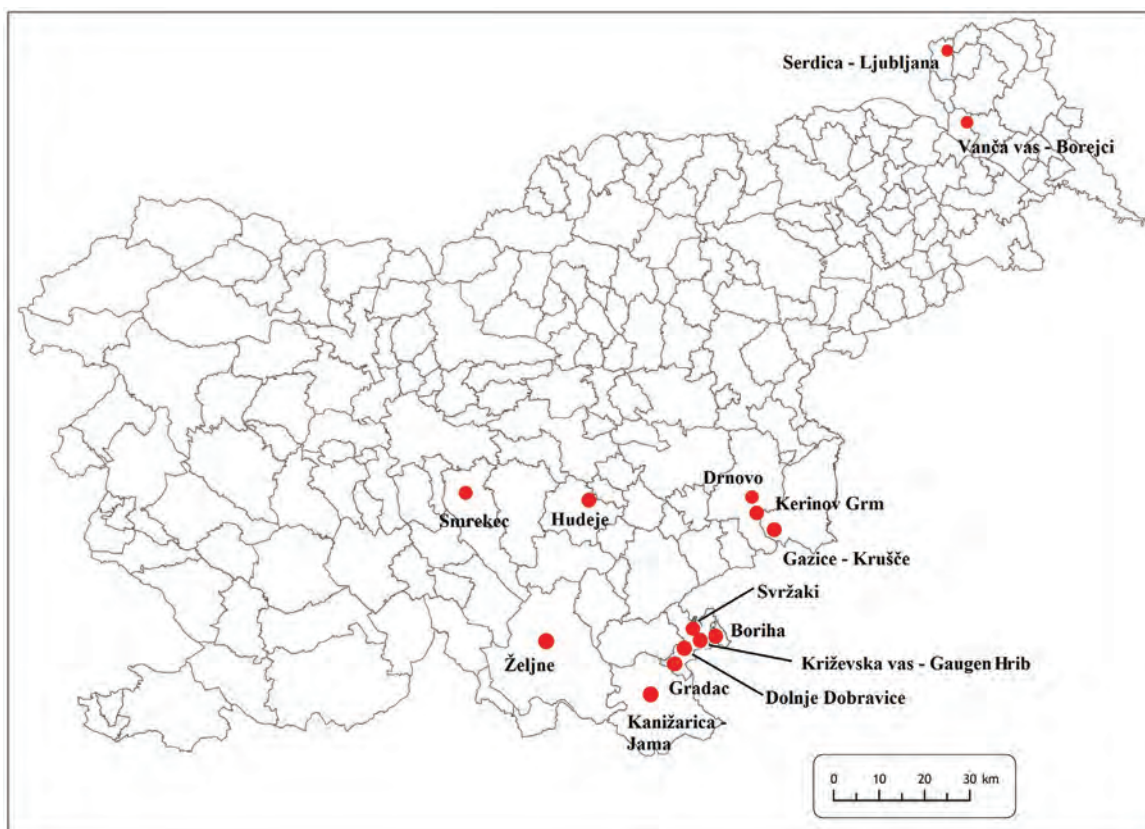 Serdica - Ljubljana
Vanča vas - Borejci
Drnovo
Kerinov Grm
Smrekec
Hudeje
Gazice - Krušče
Svržaki
Boriha
Željne
Križevska vas - Gaugen Hrib
Gradac
Dolnje Dobravice
Kanižarica -
Jama
0 10 20 30 km